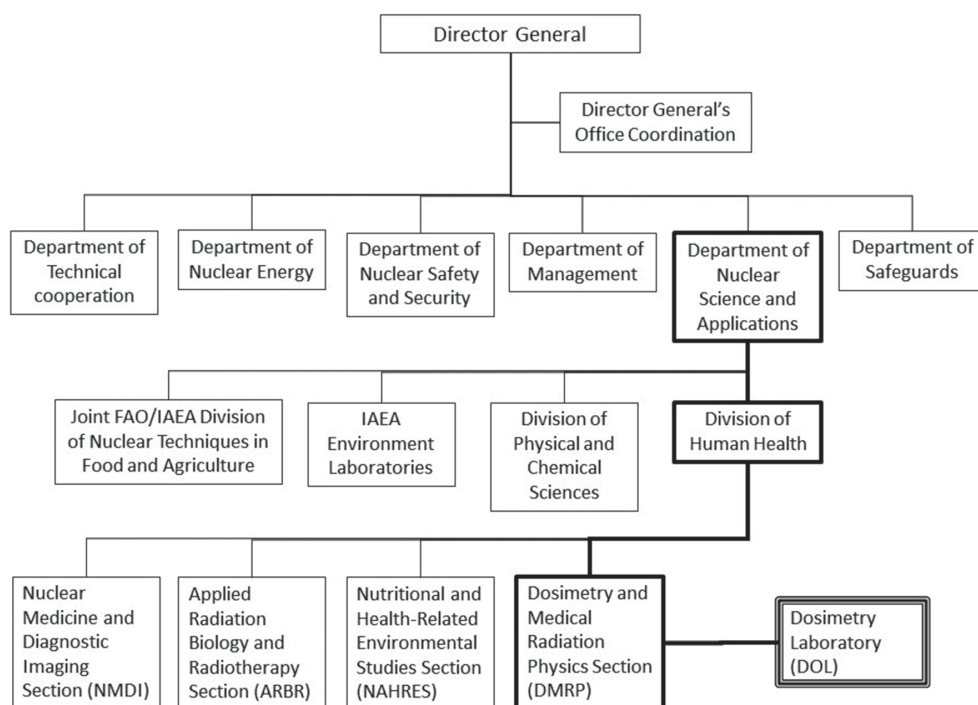 Director General
Director General’s
Office Coordination
Department of
Technical
cooperation
Department of
Nuclear Energy
Department of
Nuclear Safety
and Security
Department of
Management
Department of
Nuclear
Science and
Applications
Department of
Safeguards
Joint FAO/IAEA Division
of Nuclear Techniques in
Food and Agriculture
IAEA
Environment
Laboratories
Division of
Physical and
Chemical
Sciences
Division of
Human Health
Nuclear
Medicine and
Diagnostic
Imaging
Section (NMDI)
Applied
Radiation
Biology and
Radiotherapy
Section (ARBR)
Nutritional and
Health-Related
Environmental
Studies Section
(NAHRES)
Dosimetry and
Medical
Radiation
Physics Section
(DMRP)
Dosimetry
Laboratory
(DOL)